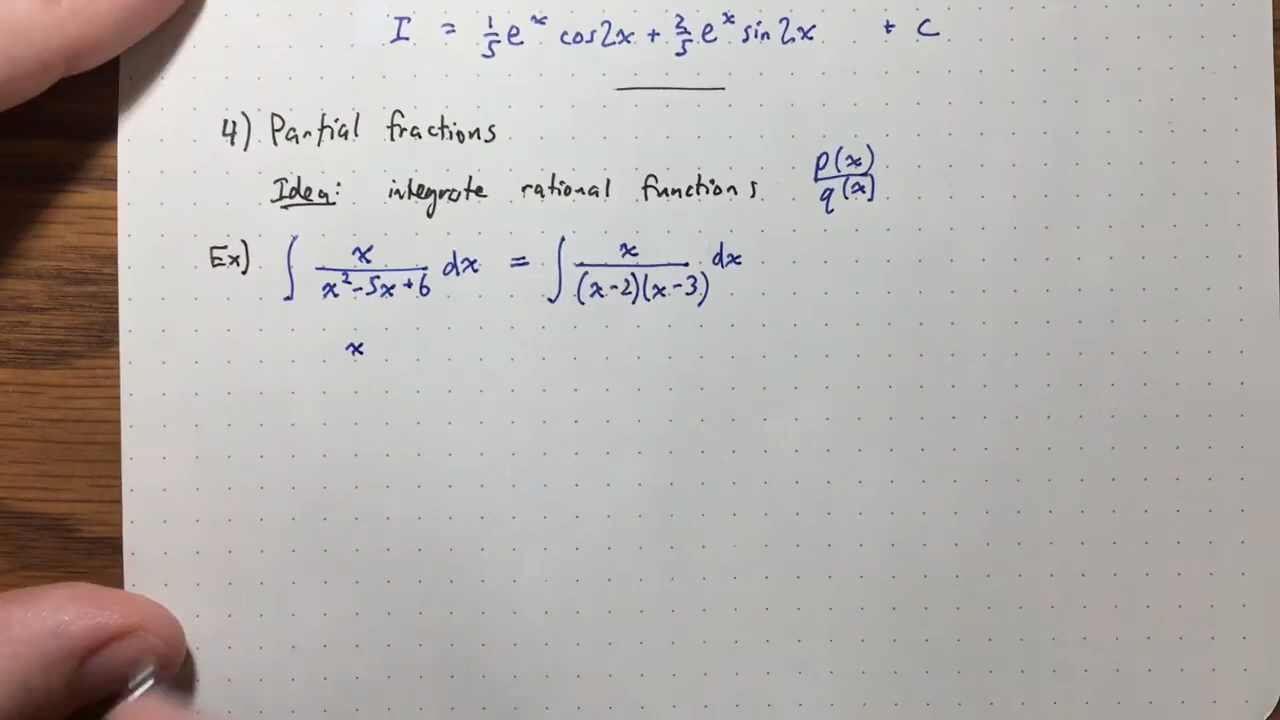 I = 1/5 e^x cos2x + 2/5 e^x sin2x + C
4) Partial fractions
Idea: integrate rational functions p(x)/q(x)
Ex) ∫ x/(x²-5x+6) dx = ∫ x/((x-2)(x-3)) dx
x